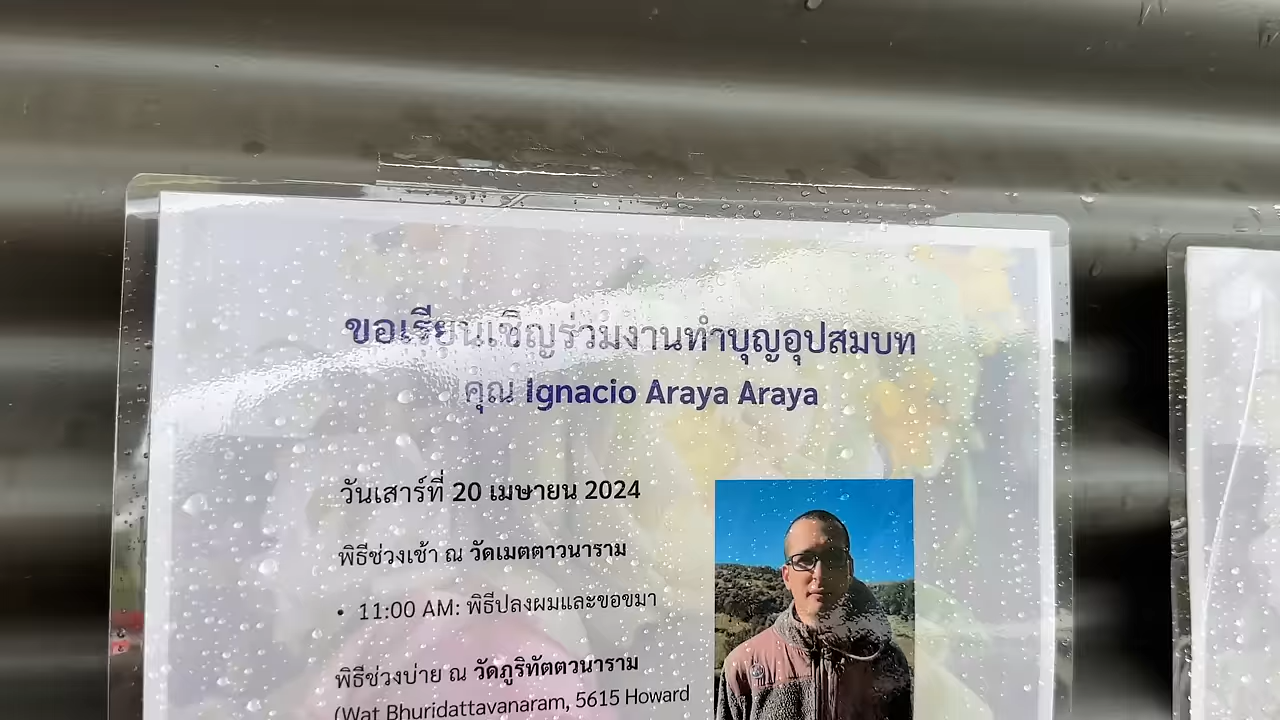 ขอเรียนเชิญร่วมงานทำบุญอุปสมบท
คุณ Ignacio Araya Araya
วันเสาร์ที่ 20 เมษายน 2024
พิธีช่วงเช้า ณ วัดเมตตาวนาราม
• 11:00 AM: พิธีปลงผมและขอขมา
พิธีช่วงบ่าย ณ วัดภูริทัตตวนาราม
(Wat Bhuridattavanaram, 5615 Howard